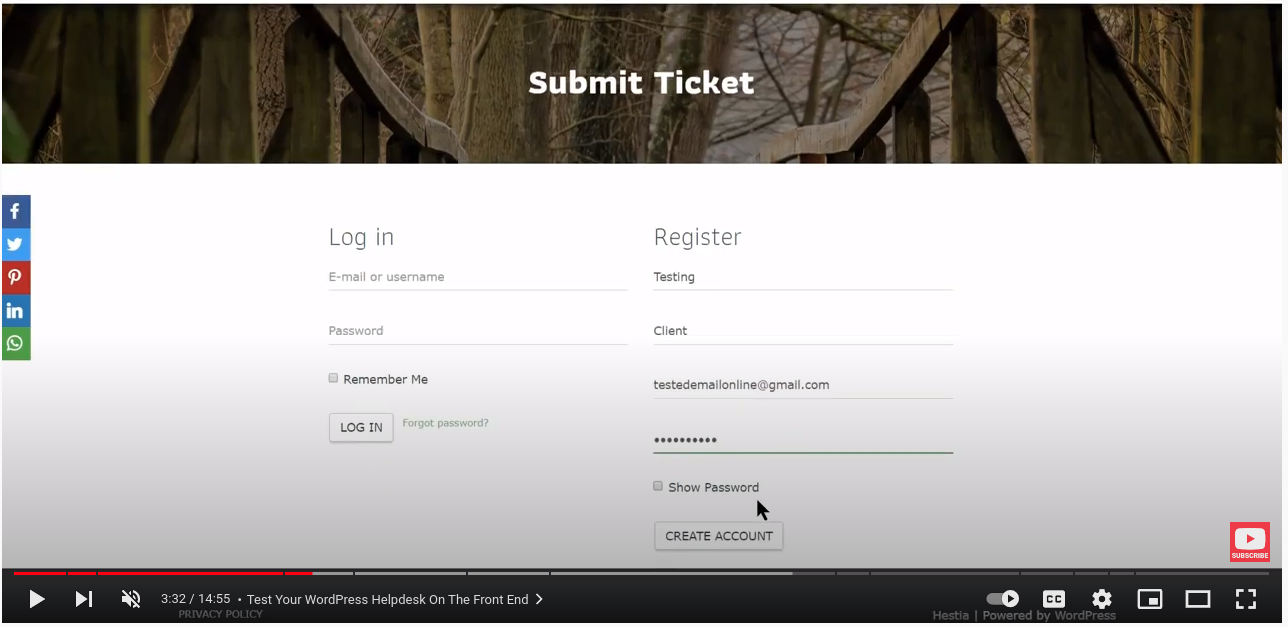 Submit Ticket
Log in
Register
E-mail or username
Testing
Password
Client
Remember Me
testedemailonline@gmail.com
LOG IN
Forgot password?
••••••••••
Show Password
CREATE ACCOUNT
SUBSCRIBE
3:32 / 14:55 • Test Your WordPress Helpdesk On The Front End
CC
PRIVACY POLICY
Hestia | Powered by WordPress